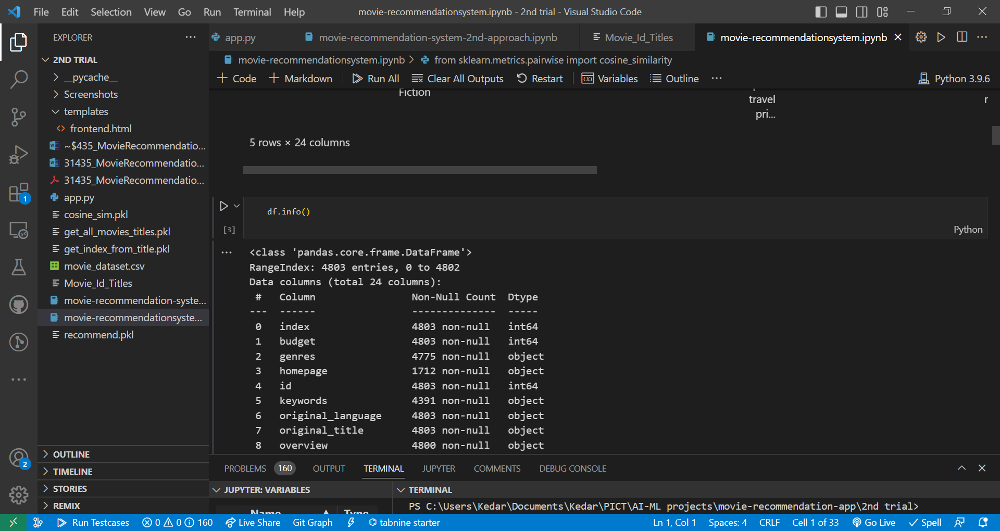 File Edit Selection View Go Run Terminal Help movie-recommendationsystem.ipynb - 2nd trial - Visual Studio Code
EXPLORER
2ND TRIAL
__pycache__
Screenshots
templates
frontend.html
~$435_MovieRecommendatio...
31435_MovieRecommendatio...
31435_MovieRecommendatio...
app.py
cosine_sim.pkl
get_all_movies_titles.pkl
get_index_from_title.pkl
movie_dataset.csv
Movie_Id_Titles
movie-recommendation-syste...
movie-recommendationsyste...
recommend.pkl
OUTLINE
TIMELINE
STORIES
REMIX
1
2
app.py movie-recommendation-system-2nd-approach.ipynb Movie_Id_Titles movie-recommendationsystem.ipynb
movie-recommendationsystem.ipynb > from sklearn.metrics.pairwise import cosine_similarity
Code Markdown Run All Clear All Outputs Restart Variables Outline ... Python 3.9.6
Fiction
travel r
pri...
5 rows × 24 columns
df.info()
[3]
Python
<class 'pandas.core.frame.DataFrame'>
RangeIndex: 4803 entries, 0 to 4802
Data columns (total 24 columns):
# Column Non-Null Count Dtype
--- ------ -------------- -----
0 index 4803 non-null int64
1 budget 4803 non-null int64
2 genres 4775 non-null object
3 homepage 1712 non-null object
4 id 4803 non-null int64
5 keywords 4391 non-null object
6 original_language 4803 non-null object
7 original_title 4803 non-null object
8 overview 4800 non-null object
PROBLEMS 160 OUTPUT TERMINAL JUPYTER COMMENTS DEBUG CONSOLE
JUPYTER: VARIABLES
Name Type
TERMINAL
PS C:\Users\Kedar\Documents\Kedar\PICT\AI-ML projects\movie-recommendation-app\2nd trial>
Run Testcases 0 0 160 Live Share Git Graph tabnine starter Ln 1, Col 1 Spaces: 4 CRLF Cell 1 of 33 Go Live Spell